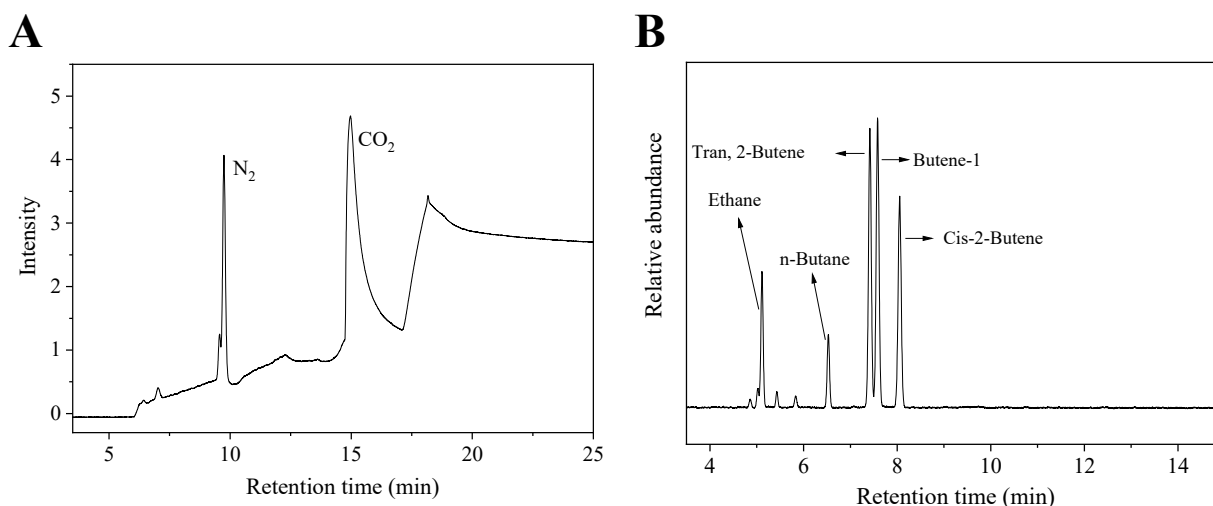 A
Intensity
5
4
3
2
1
0
N2
CO2
5
10
15
20
25
Retention time (min)
B
Relative abundance
Tran, 2-Butene
Butene-1
Ethane
Cis-2-Butene
n-Butane
4
6
8
10
12
14
Retention time (min)